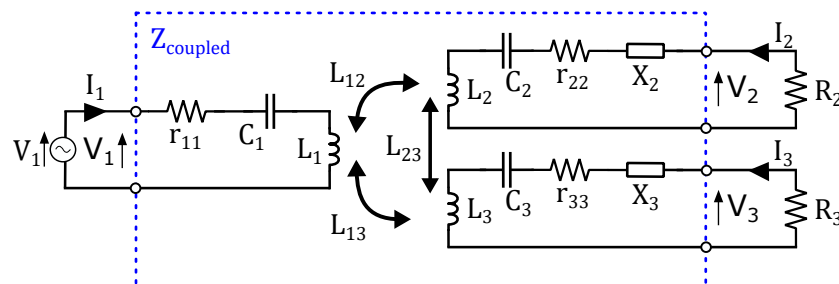 Z_coupled
I₁
V₁
V₁
r₁₁
C₁
L₁
L₁₂
L₂₃
L₁₃
L₂
C₂
r₂₂
X₂
I₂
V₂
R₂
L₃
C₃
r₃₃
X₃
I₃
V₃
R₃